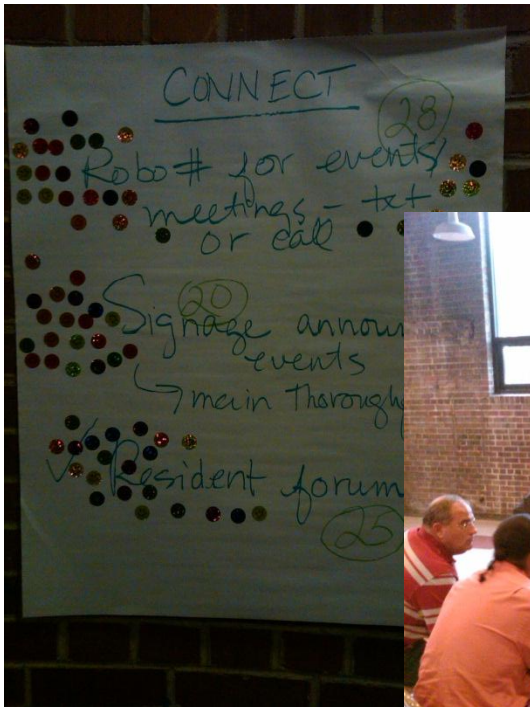 CONNECT
28
Robo# for events/
meetings - txt
or call
20
Signage announ
events
↳ main thorough
✓ Resident forum
25